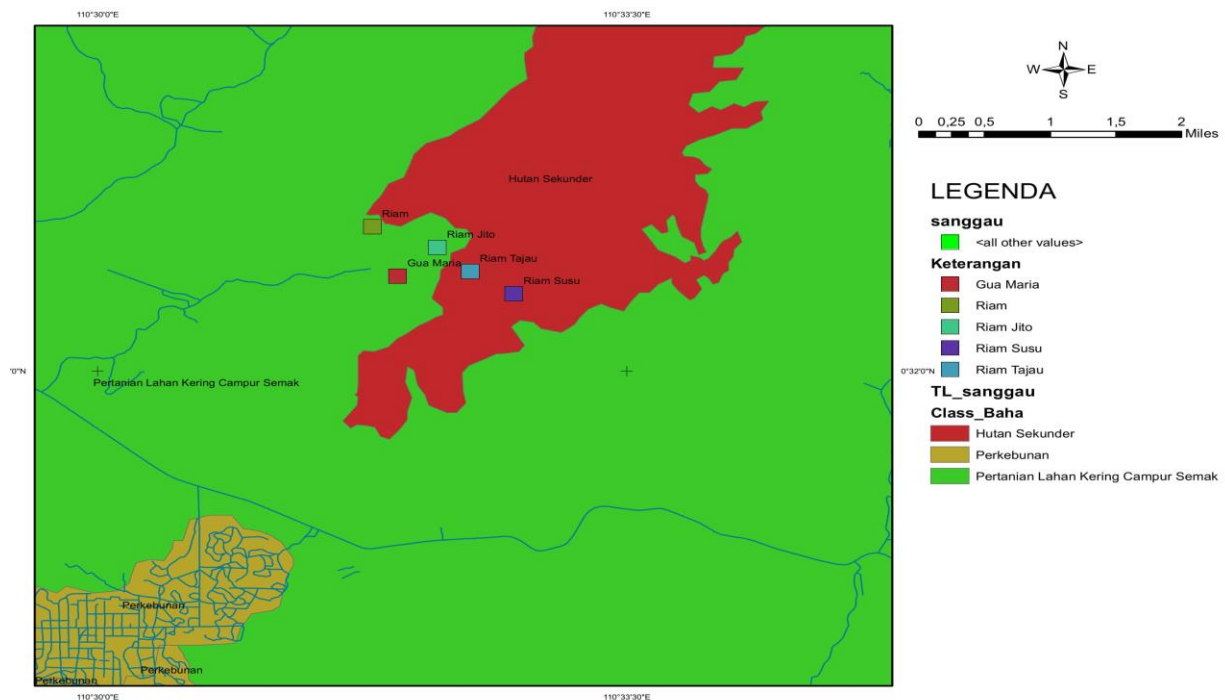 110°30'0"E
110°33'30"E
Hutan Sekunder
Riam
Riam Jito
Gua Maria
Riam Tajau
Riam Susu
'0"N
0°32'0"N
Pertanian Lahan Kering Campur Semak
Perkebunan
Perkebunan
Perkebunan
110°30'0"E
110°33'30"E
N
W E
S
0 0,25 0,5 1 1,5 2
Miles
LEGENDA
sanggau
<all other values>
Keterangan
Gua Maria
Riam
Riam Jito
Riam Susu
Riam Tajau
TL_sanggau
Class_Baha
Hutan Sekunder
Perkebunan
Pertanian Lahan Kering Campur Semak